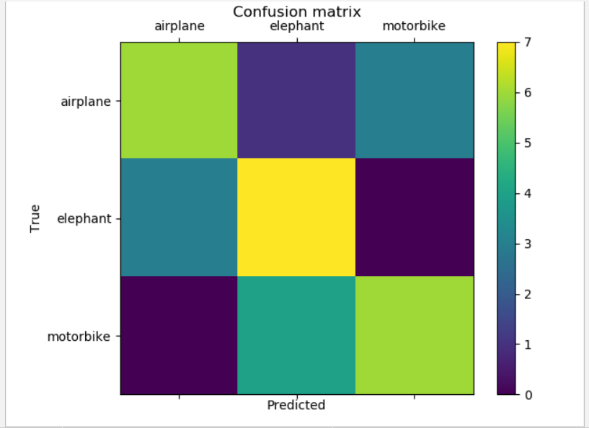 Confusion matrix
airplane elephant motorbike
airplane
elephant
motorbike
True
Predicted
7
6
5
4
3
2
1
0